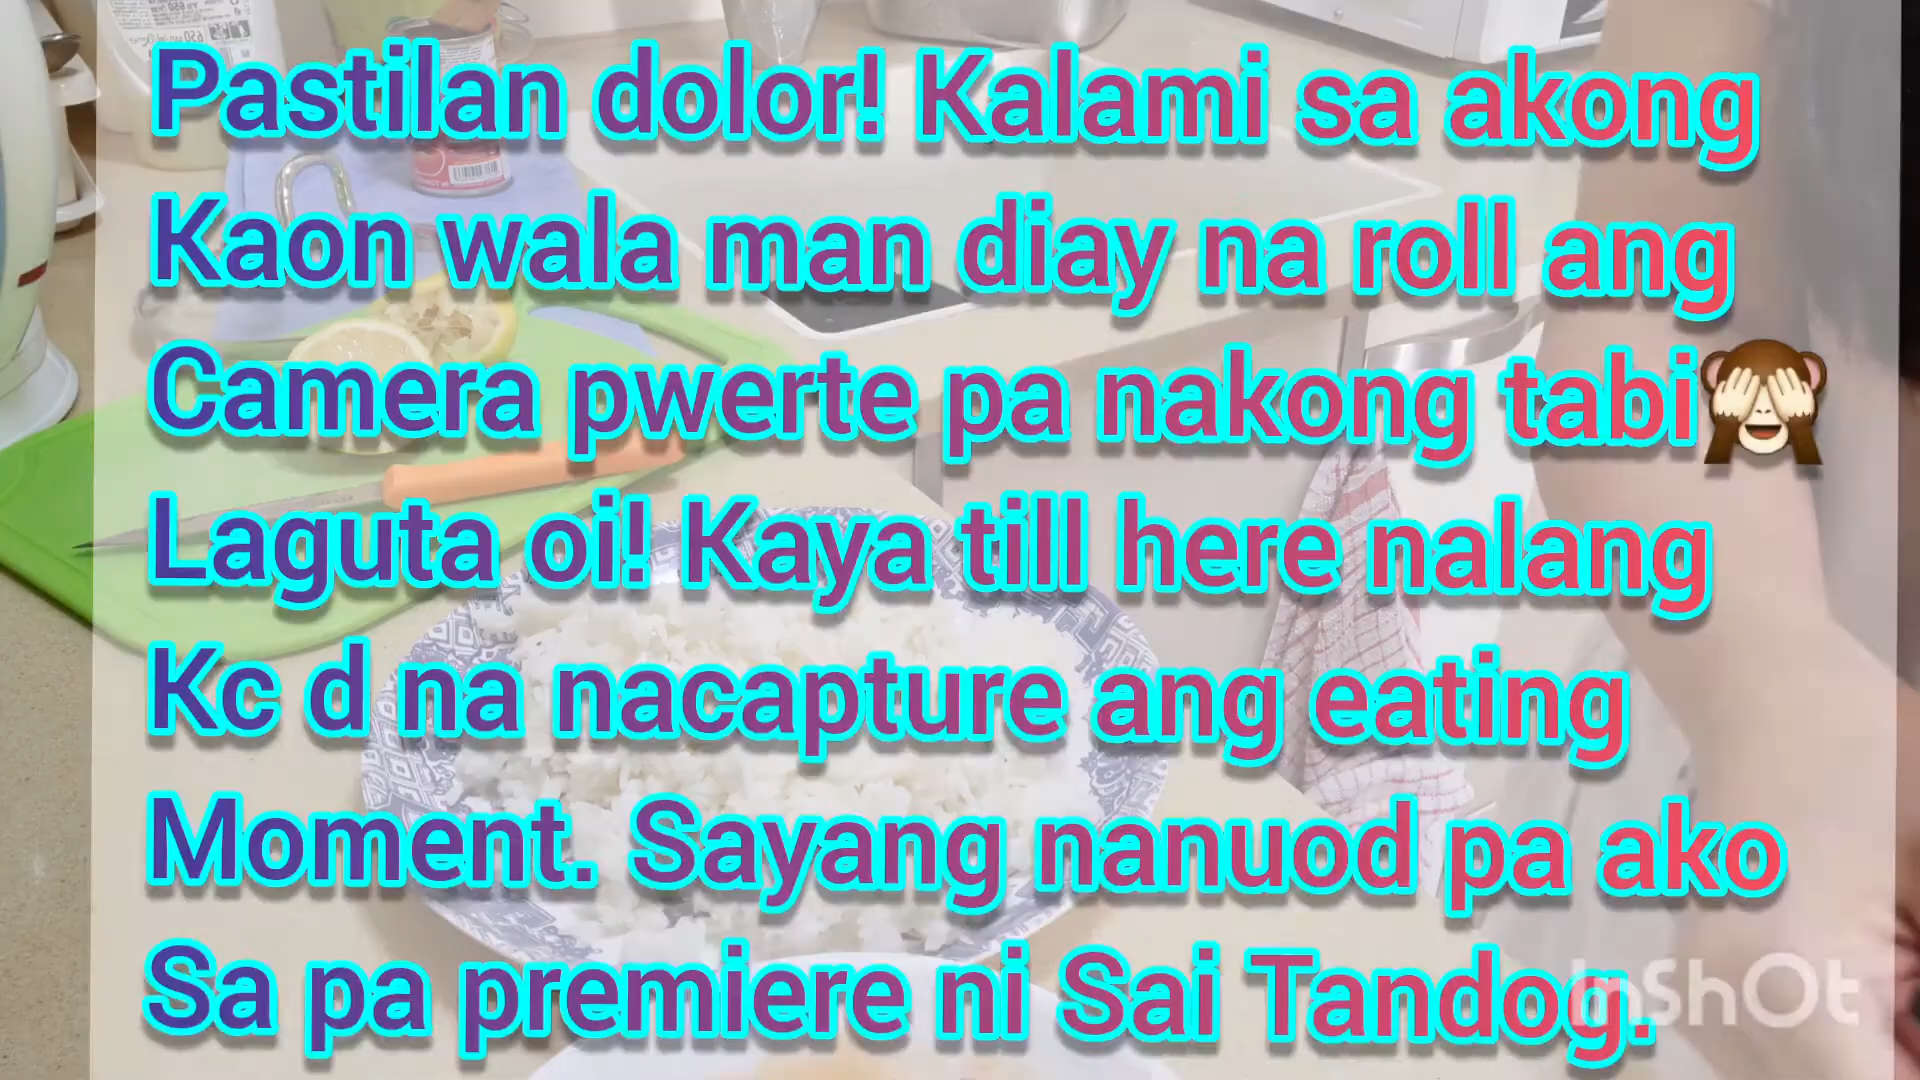 Pastilan dolor! Kalami sa akong
Kaon wala man diay na roll ang
Camera pwerte pa nakong tabi🙈
Laguta oi! Kaya till here nalang
Kc d na nacapture ang eating
Moment. Sayang nanuod pa ako
Sa pa premiere ni Sai Tandog.
InShOt